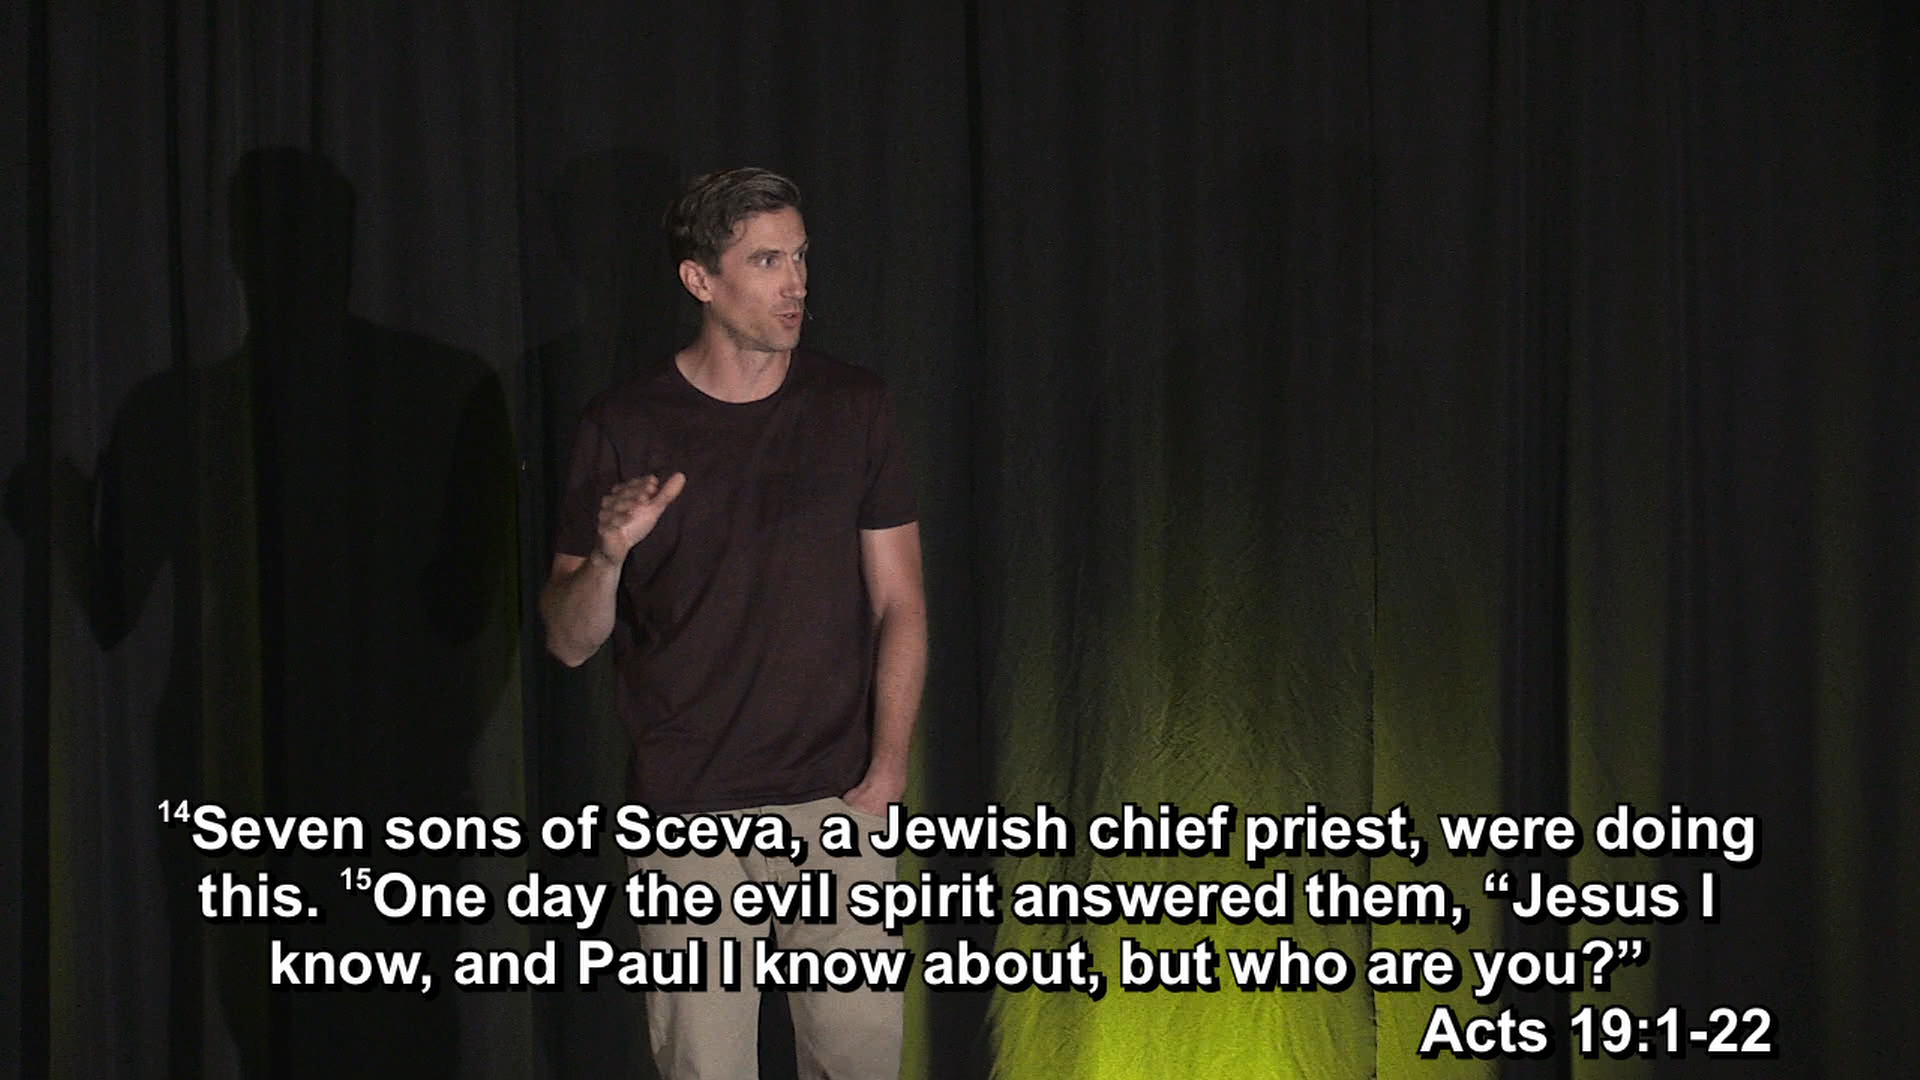 ¹⁴Seven sons of Sceva, a Jewish chief priest, were doing
this. ¹⁵One day the evil spirit answered them, “Jesus I
know, and Paul I know about, but who are you?”
Acts 19:1-22